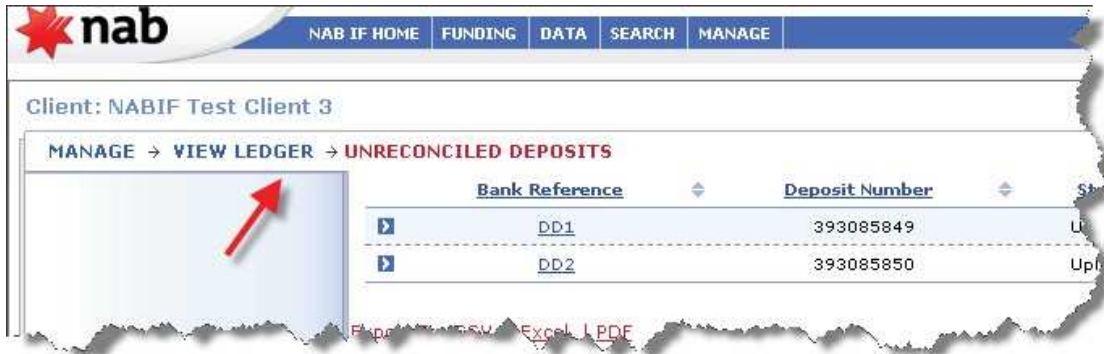 nab
NAB IF HOME FUNDING DATA SEARCH MANAGE
Client: NABIF Test Client 3
MANAGE → VIEW LEDGER → UNRECONCILED DEPOSITS
Bank Reference Deposit Number
DD1 393085849
DD2 393085850
Excel | PDF